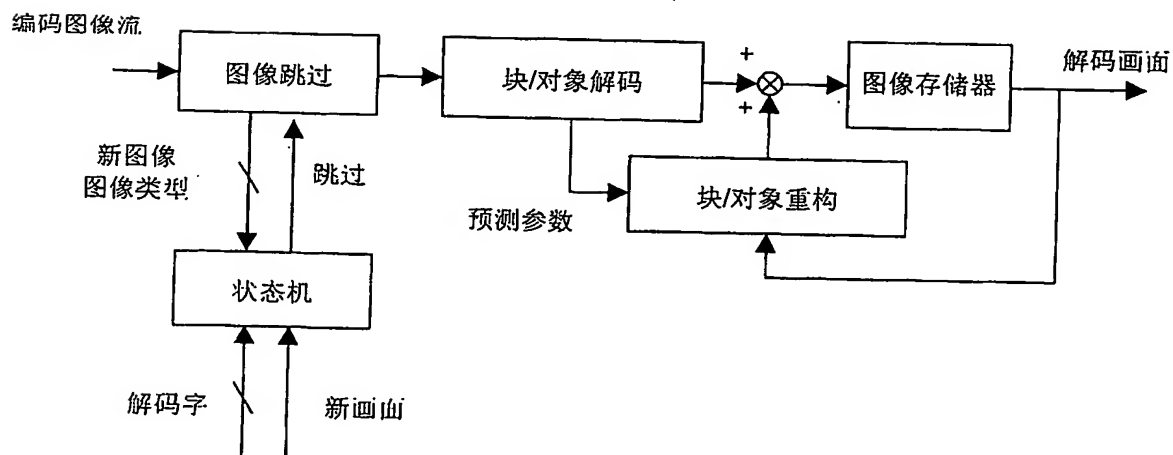 编码图像流
图像跳过
块/对象解码
+
+
图像存储器
解码画面
新图像
图像类型
跳过
预测参数
块/对象重构
状态机
解码字
新画面